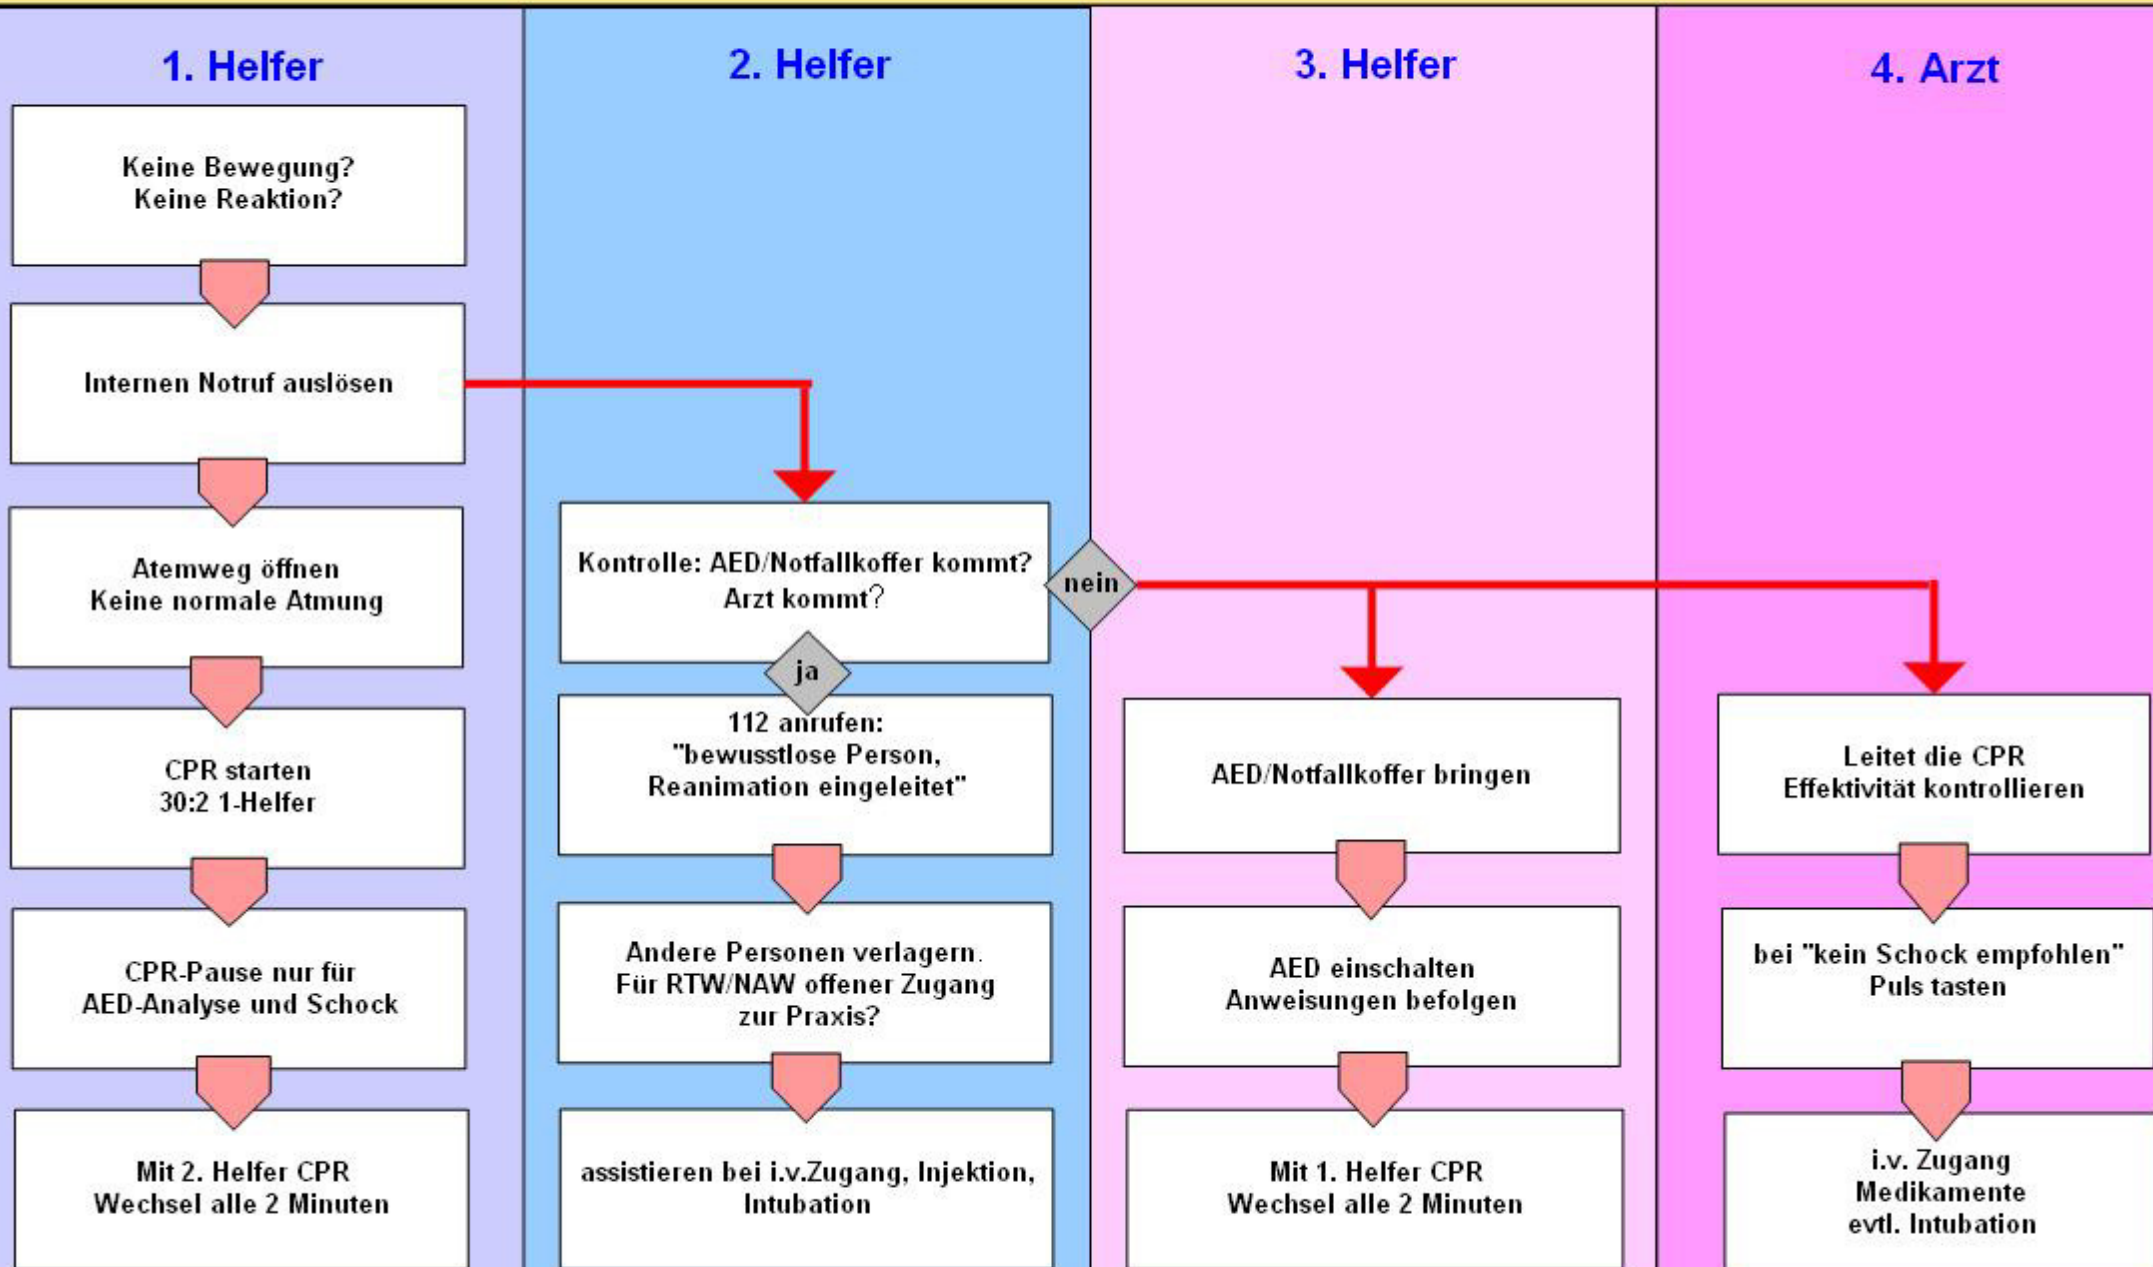 1. Helfer
Keine Bewegung?
Keine Reaktion?
Internen Notruf auslösen
Atemweg öffnen
Keine normale Atmung
CPR starten
30:2 1-Helfer
CPR-Pause nur für
AED-Analyse und Schock
Mit 2. Helfer CPR
Wechsel alle 2 Minuten
2. Helfer
Kontrolle: AED/Notfallkoffer kommt?
Arzt kommt?
nein
ja
112 anrufen:
"bewusstlose Person,
Reanimation eingeleitet"
Andere Personen verlagern.
Für RTW/NAW offener Zugang
zur Praxis?
assistieren bei i.v.Zugang, Injektion,
Intubation
3. Helfer
AED/Notfallkoffer bringen
AED einschalten
Anweisungen befolgen
Mit 1. Helfer CPR
Wechsel alle 2 Minuten
4. Arzt
Leitet die CPR
Effektivität kontrollieren
bei "kein Schock empfohlen"
Puls tasten
i.v. Zugang
Medikamente
evtl. Intubation